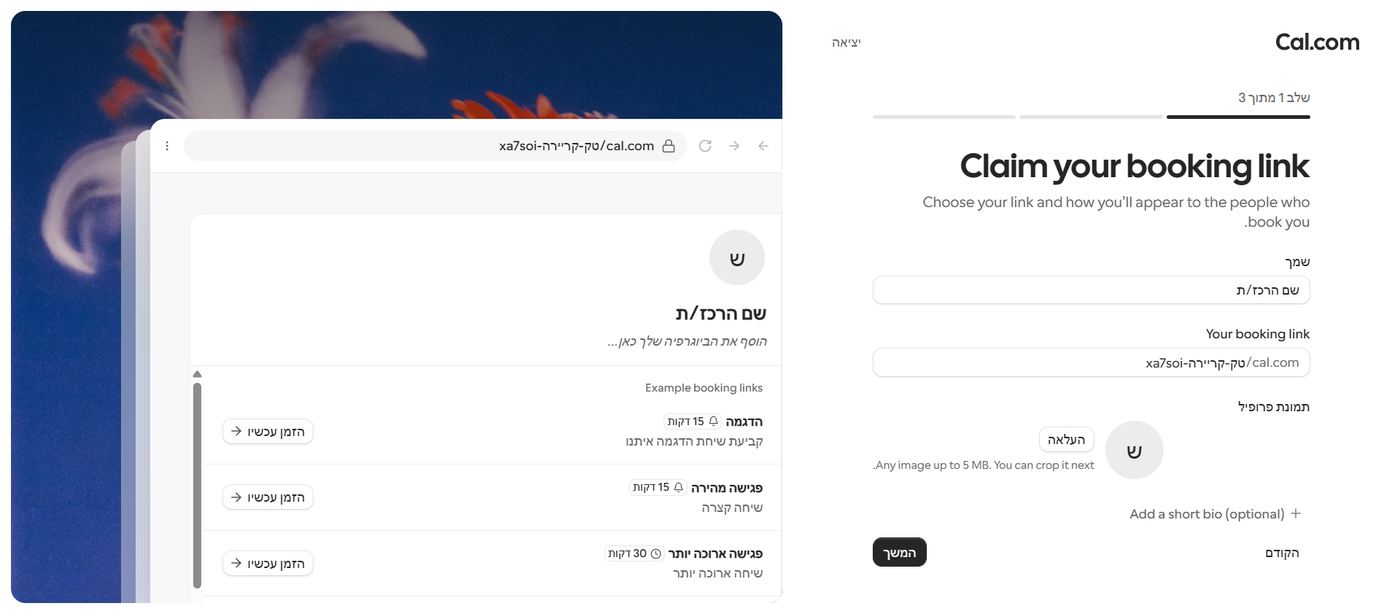 Cal.com
יציאה
שלב 1 מתוך 3
Claim your booking link
Choose your link and how you’ll appear to the people who
book you.
שמך
שם הרכז/ת
Your booking link
cal.com/טק-קריירה-xa7soi
תמונת פרופיל
ש
העלאה
Any image up to 5 MB. You can crop it next.
+ Add a short bio (optional)
הקודם
המשך
cal.com/טק-קריירה-xa7soi
ש
שם הרכז/ת
הוסף את הביוגרפיה שלך כאן...
Example booking links
הדגמה 15 דקות
קביעת שיחת הדגמה איתנו
הזמן עכשיו
פגישה מהירה 15 דקות
שיחה קצרה
הזמן עכשיו
פגישה ארוכה יותר 30 דקות
שיחה ארוכה יותר
הזמן עכשיו